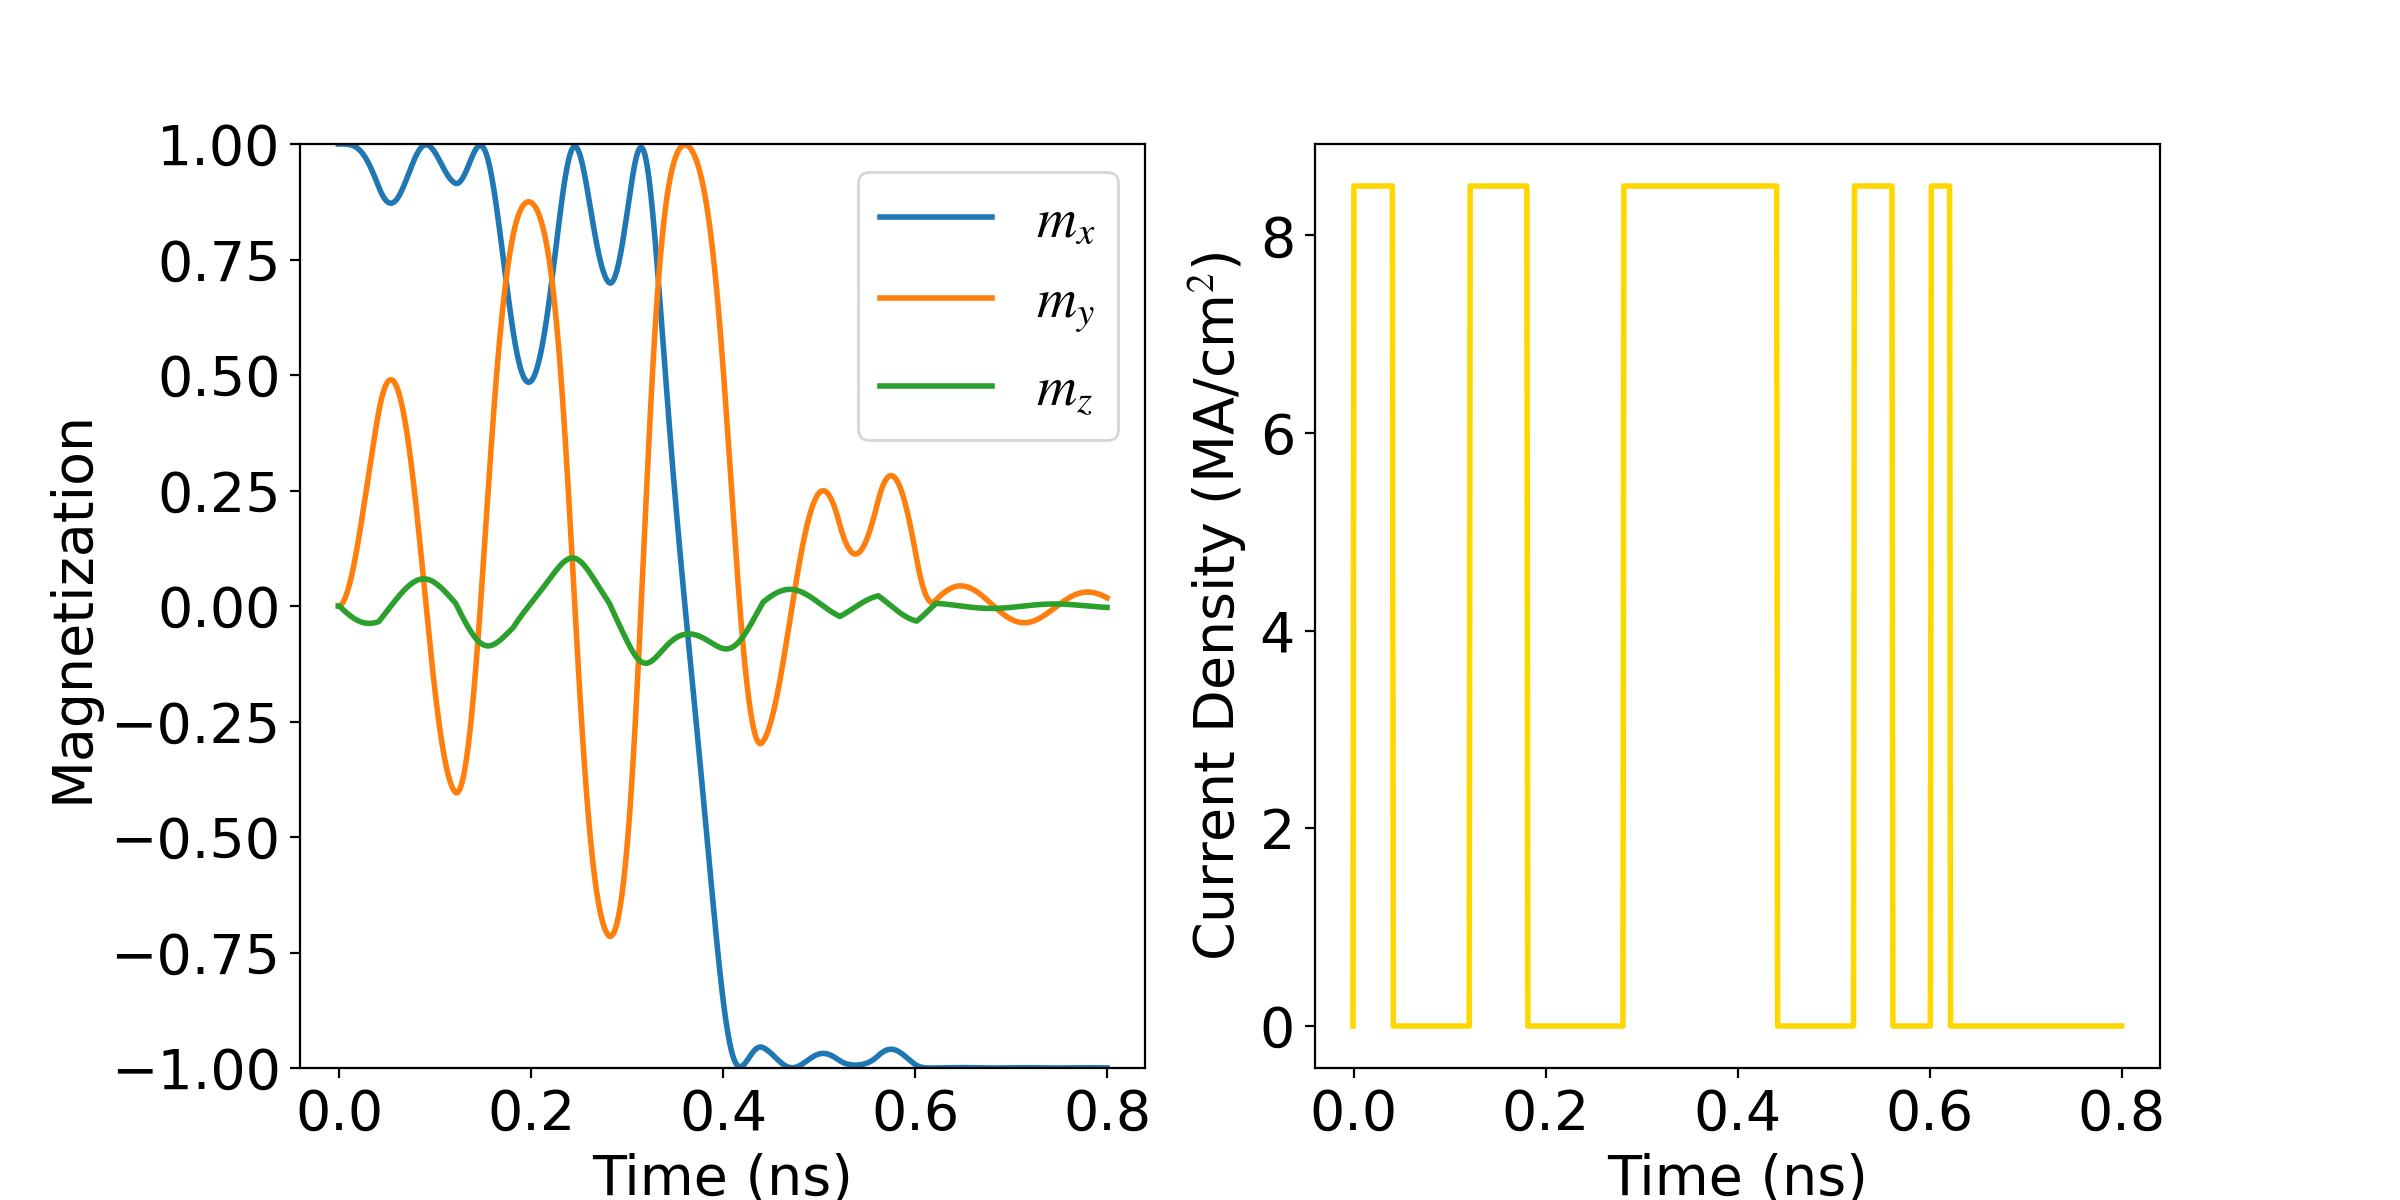 Magnetization
1.00
0.75
0.50
0.25
0.00
−0.25
−0.50
−0.75
−1.00
0.0 0.2 0.4 0.6 0.8
Time (ns)
m_x
m_y
m_z
Current Density (MA/cm²)
8
6
4
2
0
0.0 0.2 0.4 0.6 0.8
Time (ns)